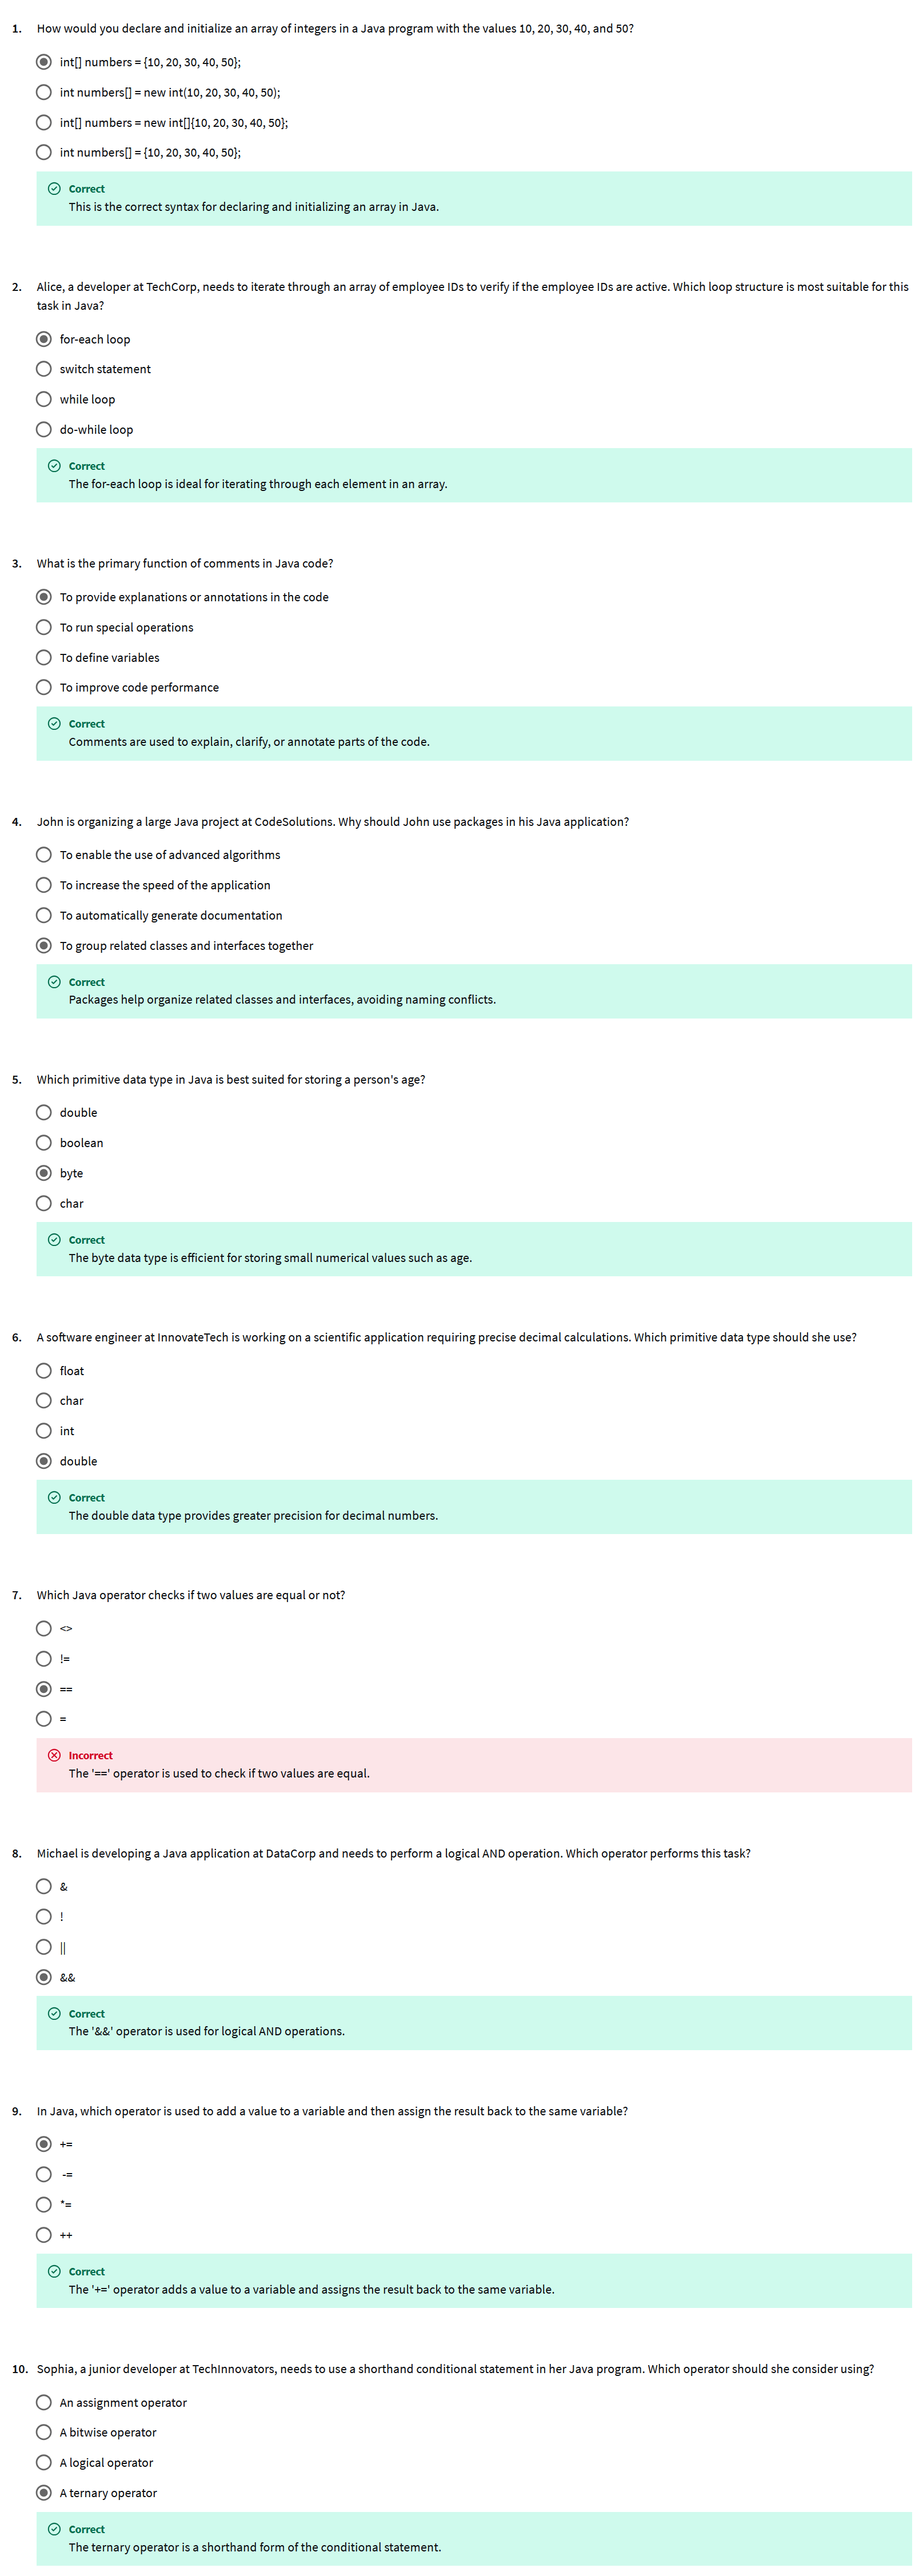 1. How would you declare and initialize an array of integers in a Java program with the values 10, 20, 30, 40, and 50?
int[] numbers = {10, 20, 30, 40, 50};
int numbers[] = new int(10, 20, 30, 40, 50);
int[] numbers = new int[]{10, 20, 30, 40, 50};
int numbers[] = {10, 20, 30, 40, 50};
Correct
This is the correct syntax for declaring and initializing an array in Java.
2. Alice, a developer at TechCorp, needs to iterate through an array of employee IDs to verify if the employee IDs are active. Which loop structure is most suitable for this
task in Java?
for-each loop
switch statement
while loop
do-while loop
Correct
The for-each loop is ideal for iterating through each element in an array.
3. What is the primary function of comments in Java code?
To provide explanations or annotations in the code
To run special operations
To define variables
To improve code performance
Correct
Comments are used to explain, clarify, or annotate parts of the code.
4. John is organizing a large Java project at CodeSolutions. Why should John use packages in his Java application?
To enable the use of advanced algorithms
To increase the speed of the application
To automatically generate documentation
To group related classes and interfaces together
Correct
Packages help organize related classes and interfaces, avoiding naming conflicts.
5. Which primitive data type in Java is best suited for storing a person's age?
double
boolean
byte
char
Correct
The byte data type is efficient for storing small numerical values such as age.
6. A software engineer at InnovateTech is working on a scientific application requiring precise decimal calculations. Which primitive data type should she use?
float
char
int
double
Correct
The double data type provides greater precision for decimal numbers.
7. Which Java operator checks if two values are equal or not?
<>
!=
==
=
Incorrect
The '==' operator is used to check if two values are equal.
8. Michael is developing a Java application at DataCorp and needs to perform a logical AND operation. Which operator performs this task?
&
!
||
&&
Correct
The '&&' operator is used for logical AND operations.
9. In Java, which operator is used to add a value to a variable and then assign the result back to the same variable?
+=
-=
*=
++
Correct
The '+=' operator adds a value to a variable and assigns the result back to the same variable.
10. Sophia, a junior developer at TechInnovators, needs to use a shorthand conditional statement in her Java program. Which operator should she consider using?
An assignment operator
A bitwise operator
A logical operator
A ternary operator
Correct
The ternary operator is a shorthand form of the conditional statement.